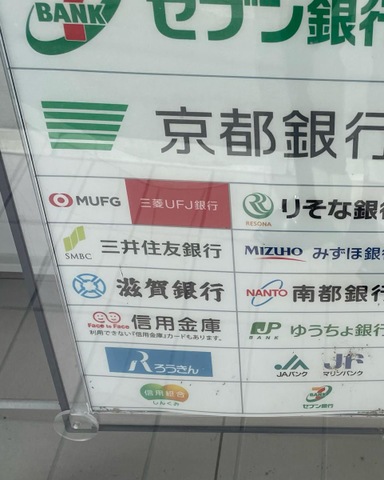 BANK セブン銀行
京都銀行
MUFG 三菱UFJ銀行 RESONA りそな銀行
SMBC 三井住友銀行 MIZUHO みずほ銀行
滋賀銀行 NANTO 南都銀行
Face to Face 信用金庫 JP BANK ゆうちょ銀行
利用できない「信用金庫」カードもあります。
ろうきん JAバンク JF マリンバンク
信用組合 しんくみ BANK セブン銀行